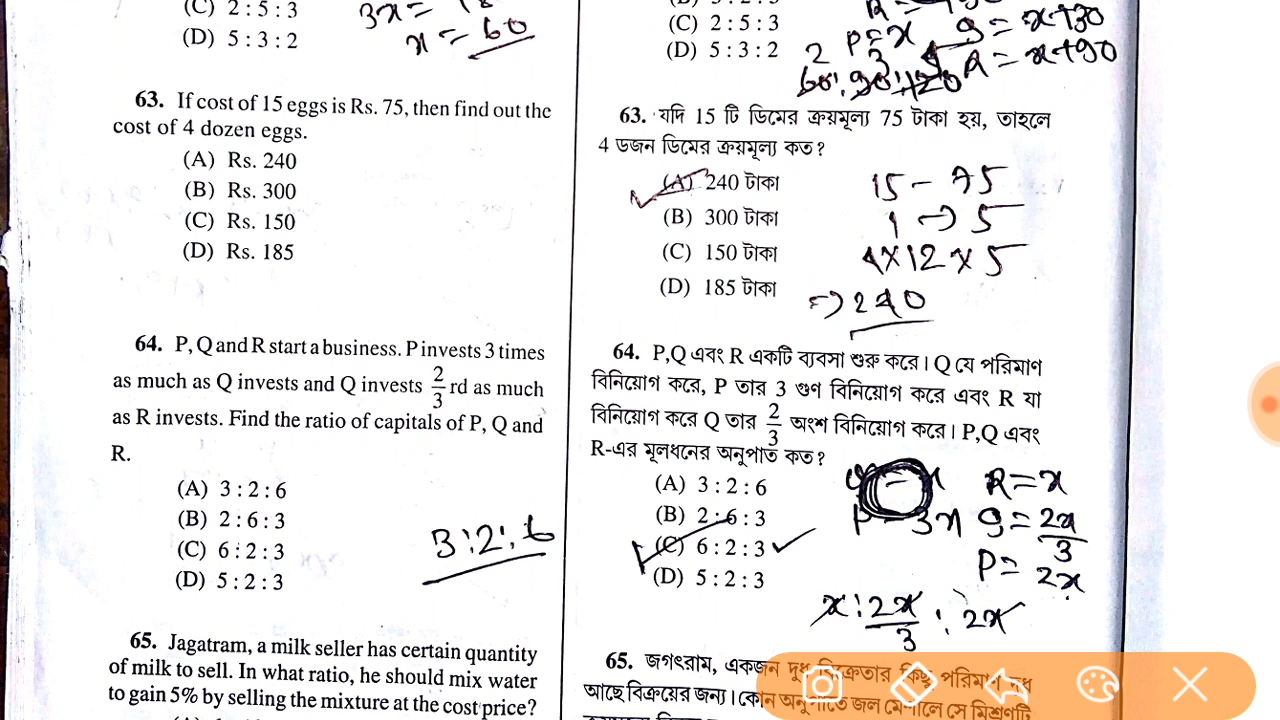 (C) 2 : 5 : 3
(D) 5 : 3 : 2
x = 60
63. If cost of 15 eggs is Rs. 75, then find out the
cost of 4 dozen eggs.
(A) Rs. 240
(B) Rs. 300
(C) Rs. 150
(D) Rs. 185
64. P, Q and R start a business. P invests 3 times
as much as Q invests and Q invests 2/3 rd as much
as R invests. Find the ratio of capitals of P, Q and
R.
(A) 3 : 2 : 6
(B) 2 : 6 : 3
(C) 6 : 2 : 3
(D) 5 : 2 : 3
3:2:6
65. Jagatram, a milk seller has certain quantity
of milk to sell. In what ratio, he should mix water
to gain 5% by selling the mixture at the cost price?
(C) 2 : 5 : 3
(D) 5 : 3 : 2
P = x
= x+30
R = x+90
63. যদি 15 টি ডিমের ক্রয়মূল্য 75 টাকা হয়, তাহলে
4 ডজন ডিমের ক্রয়মূল্য কত?
(A) 240 টাকা
(B) 300 টাকা
(C) 150 টাকা
(D) 185 টাকা
15 – 75
1 → 5
4×12×5
⇒ 240
64. P,Q এবং R একটি ব্যবসা শুরু করে। Q যে পরিমাণ
বিনিয়োগ করে, P তার 3 গুণ বিনিয়োগ করে এবং R যা
বিনিয়োগ করে Q তার 2/3 অংশ বিনিয়োগ করে। P,Q এবং
R-এর মূলধনের অনুপাত কত?
(A) 3 : 2 : 6
(B) 2 : 6 : 3
(C) 6 : 2 : 3
(D) 5 : 2 : 3
R = x
3x
2x/3
P = 2x
x : 2x/3 : 2x
65. জগৎরাম, একজন দুধ বিক্রেতার কিছু পরিমাণ দুধ
আছে বিক্রয়ের জন্য। কোন অনুপাতে জল মেশালে সে মিশ্রণটি